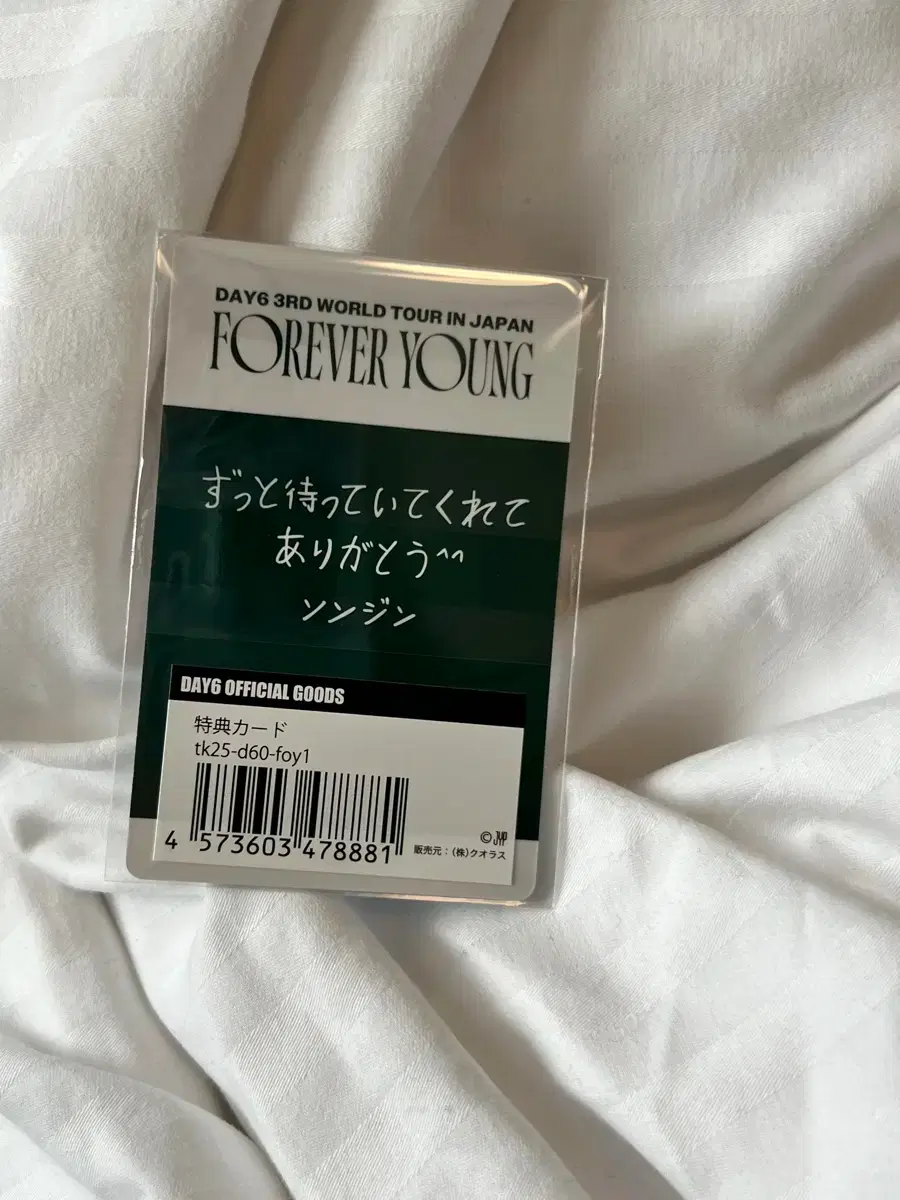 DAY6 3RD WORLD TOUR IN JAPAN
FOREVER YOUNG
ずっと待っていてくれて
ありがとう^^
ソンジン
DAY6 OFFICIAL GOODS
特典カード
tk25-d60-foy1
4 573603 478881
© JYP
販売元：(株)クオラス